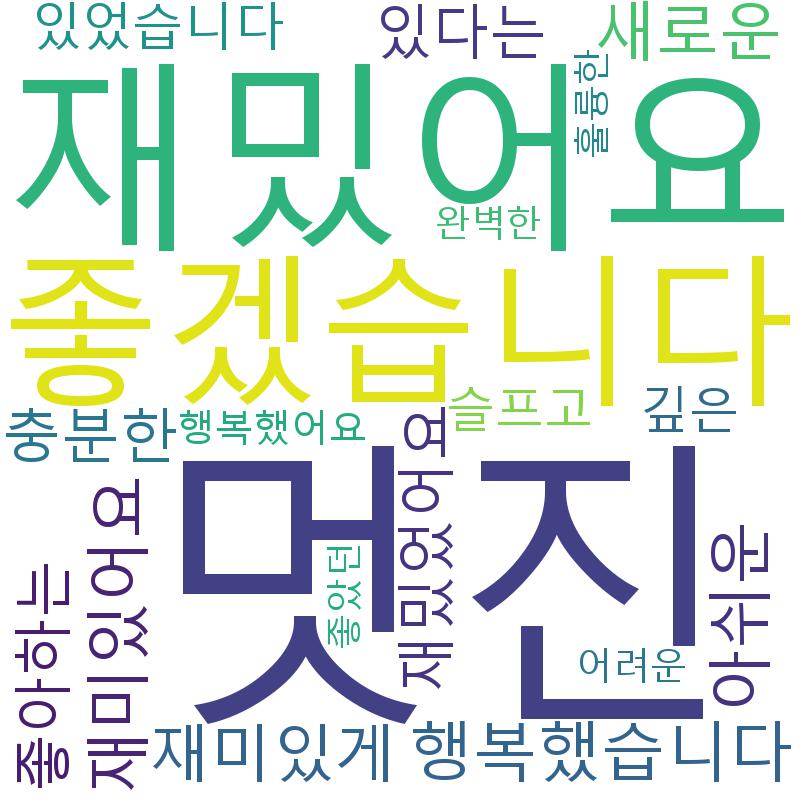 있었습니다
있다는
새로운
재밌어요
훌륭한
완벽한
좋겠습니다
슬프고
깊은
충분한
행복했어요
재밌었어요
멋진
재미있어요
좋았던
아쉬운
좋아하는
어려운
재미있게
행복했습니다